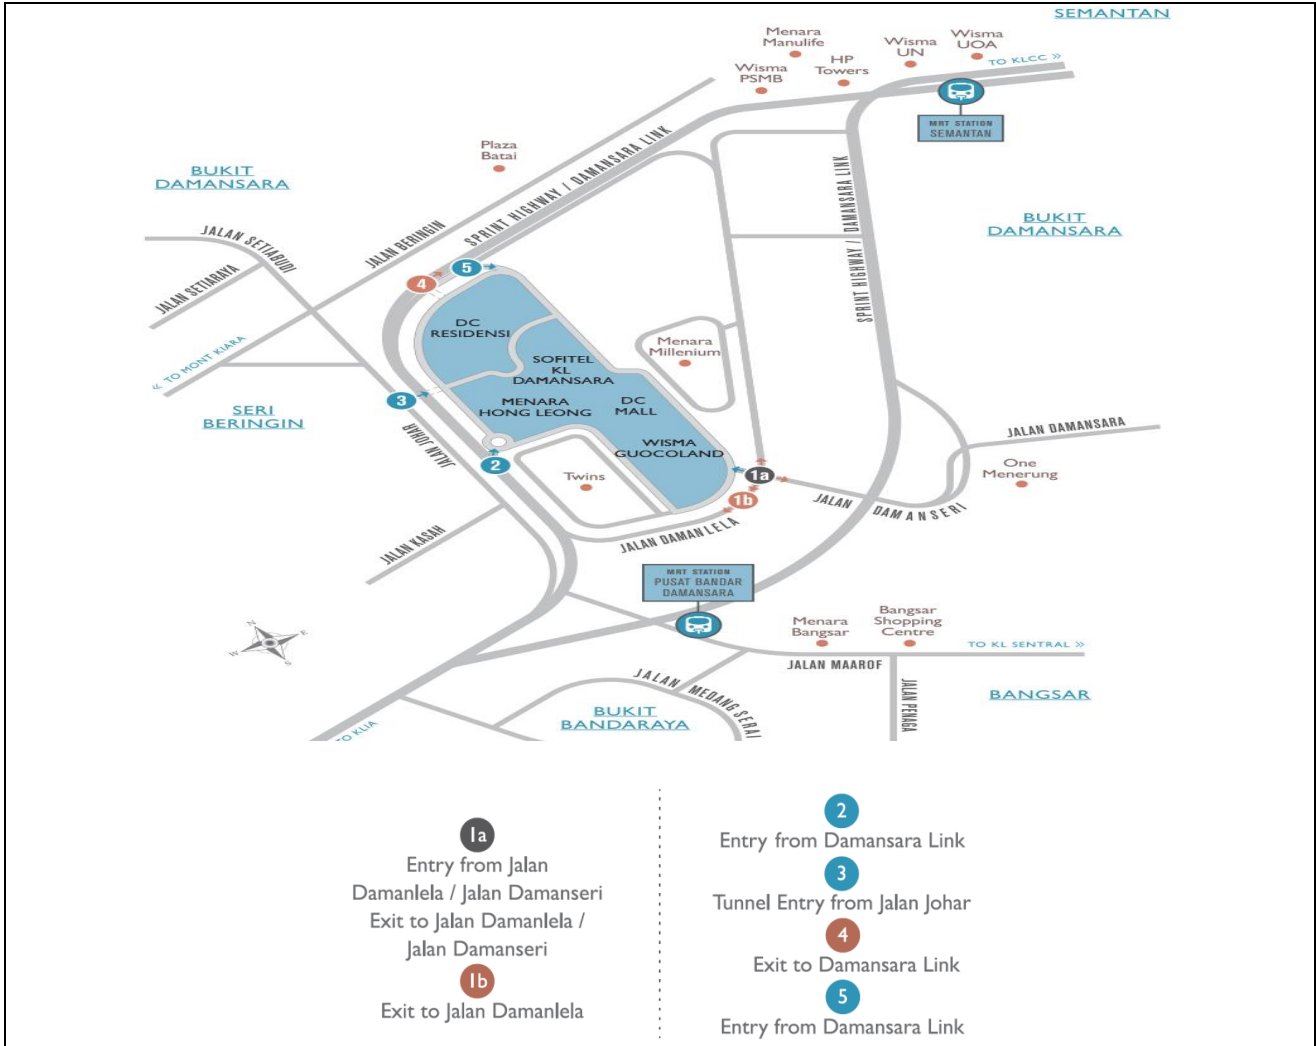 SEMANTAN
Menara
Manulife
Wisma
UN
Wisma
UOA
Wisma
PSMB
HP
Towers
TO KLCC »
MRT STATION
SEMANTAN
Plaza
Batai
BUKIT
DAMANSARA
SPRINT HIGHWAY / DAMANSARA LINK
SPRINT HIGHWAY / DAMANSARA LINK
BUKIT
DAMANSARA
JALAN SETIABUDI
JALAN BERINGIN
JALAN SETIARAYA
5
4
DC
RESIDENSI
SOFITEL
KL
DAMANSARA
Menara
Millenium
« TO MONT KIARA
3
MENARA
HONG LEONG
DC
MALL
SERI
BERINGIN
JALAN JOHAR
WISMA
GUOCOLAND
JALAN DAMANSARA
2
Twins
1a
1b
One
Menerung
JALAN DAMANSERI
JALAN DAMANLELA
JALAN KASAH
MRT STATION
PUSAT BANDAR
DAMANSARA
N
E
W
S
Menara
Bangsar
Bangsar
Shopping
Centre
TO KL SENTRAL »
JALAN MAAROF
JALAN MEDANG SERAI
JALAN PENAGA
BANGSAR
BUKIT
BANDARAYA
TO KLIA
1a
Entry from Jalan
Damanlela / Jalan Damanseri
Exit to Jalan Damanlela /
Jalan Damanseri
1b
Exit to Jalan Damanlela
2
Entry from Damansara Link
3
Tunnel Entry from Jalan Johar
4
Exit to Damansara Link
5
Entry from Damansara Link